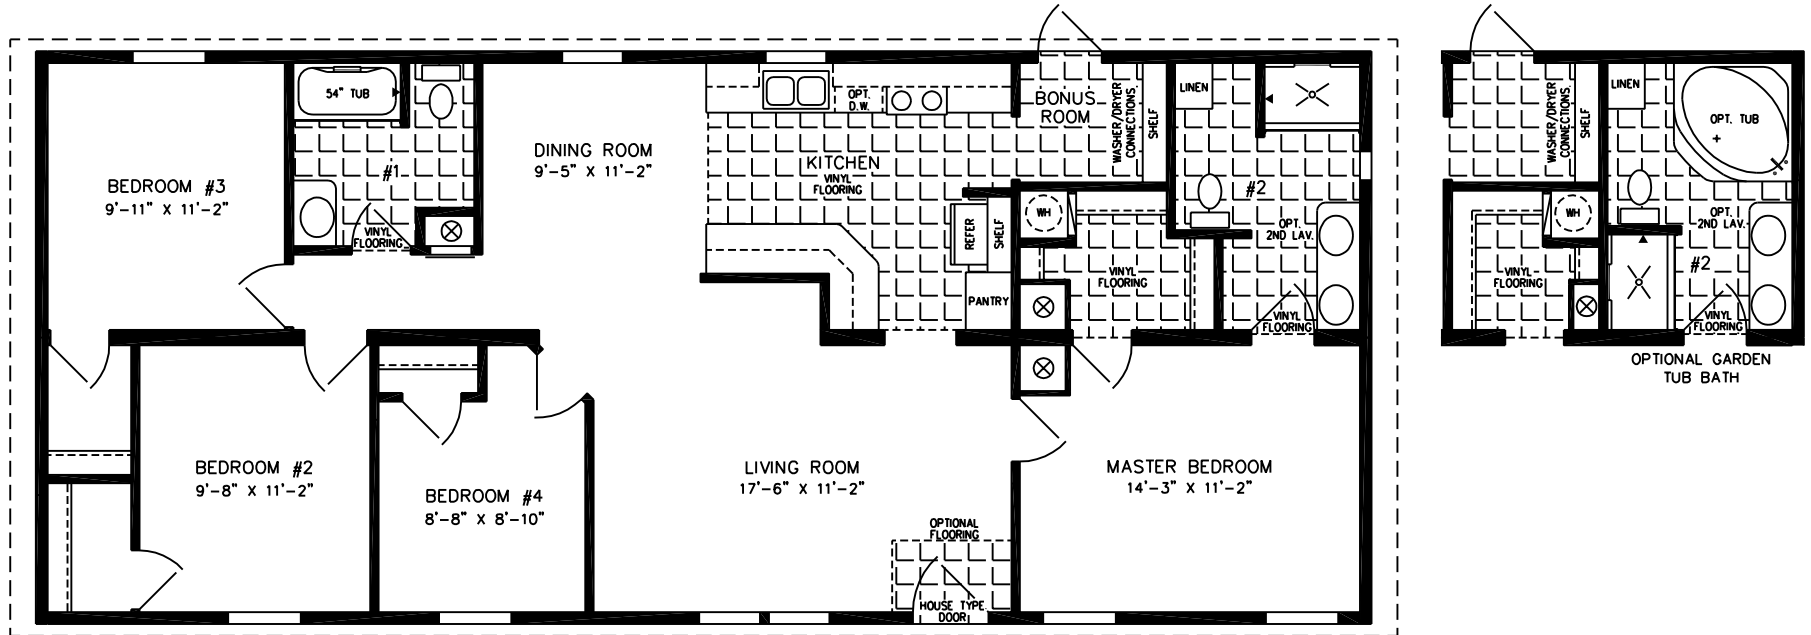 BEDROOM #3
9'-11" X 11'-2"
54" TUB
#1
VINYL
FLOORING
DINING ROOM
9'-5" X 11'-2"
OPT.
D.W.
KITCHEN
VINYL
FLOORING
REFER
SHELF
PANTRY
BONUS
ROOM
WASHER/DRYER
CONNECTIONS
SHELF
WH
VINYL
FLOORING
LINEN
#2
OPT.
2ND LAV.
VINYL
FLOORING
BEDROOM #2
9'-8" X 11'-2"
BEDROOM #4
8'-8" X 8'-10"
LIVING ROOM
17'-6" X 11'-2"
OPTIONAL
FLOORING
HOUSE TYPE
DOOR
MASTER BEDROOM
14'-3" X 11'-2"
WASHER/DRYER
CONNECTIONS
SHELF
LINEN
OPT. TUB
WH
VINYL
FLOORING
OPT.
2ND LAV.
#2
VINYL
FLOORING
OPTIONAL GARDEN
TUB BATH